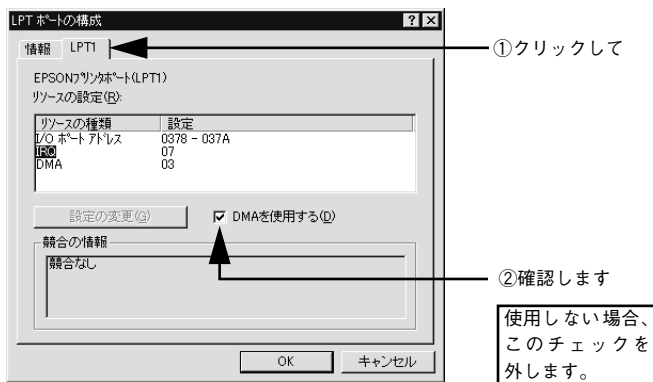 LPT ポートの構成
情報 LPT1
①クリックして
EPSONプリンタポート(LPT1)
リソースの設定(R):
リソースの種類 設定
I/O ポート アドレス 0378 - 037A
IRQ 07
DMA 03
設定の変更(G) DMAを使用する(D)
競合の情報
競合なし
②確認します
使用しない場合、
このチェックを
外します。
OK キャンセル